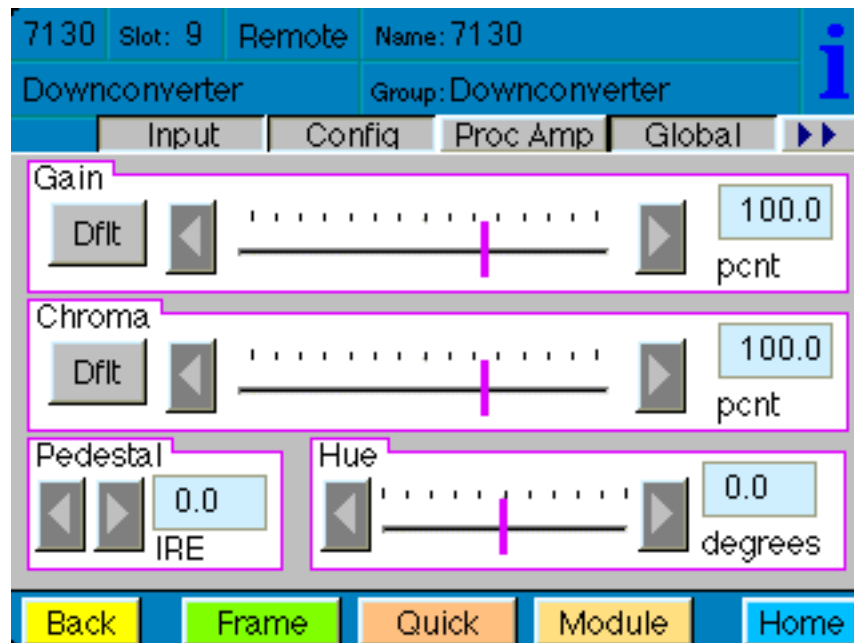 7130 Slot: 9 Remote Name: 7130
Downconverter Group: Downconverter
Input Config Proc Amp Global
Gain
Dflt 100.0
pcnt
Chroma
Dflt 100.0
pcnt
Pedestal Hue
0.0 0.0
IRE degrees
Back Frame Quick Module Home